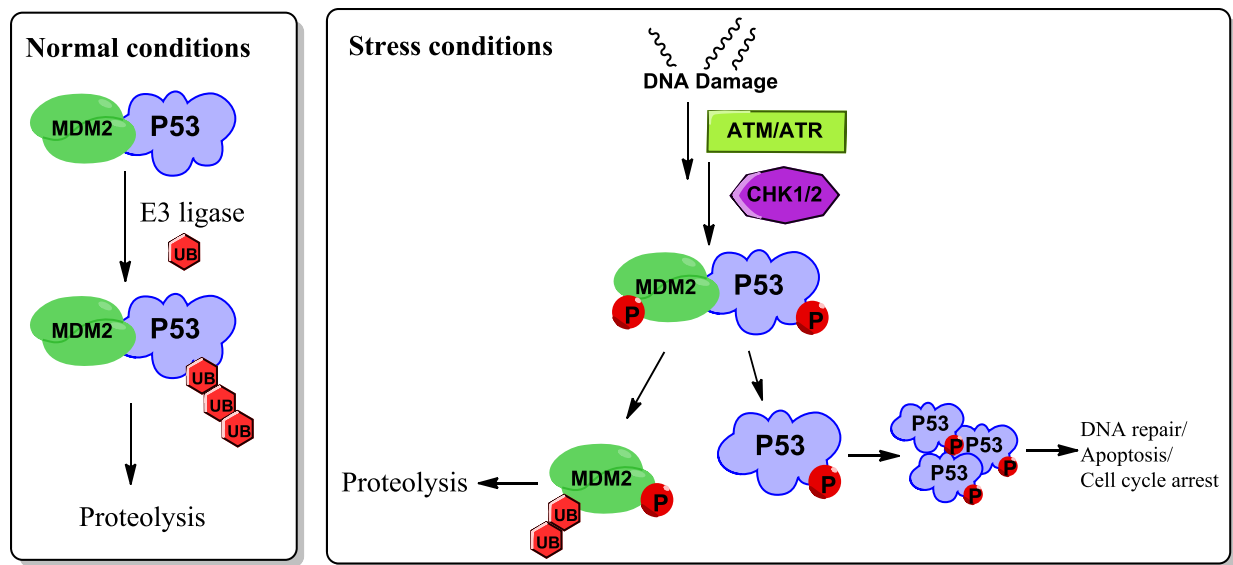 Normal conditions
MDM2
P53
E3 ligase
UB
MDM2
P53
UB
UB
UB
Proteolysis
Stress conditions
DNA Damage
ATM/ATR
CHK1/2
MDM2
P53
P
P
MDM2
P
UB
UB
Proteolysis
P53
P
P53
P
P53
P
P53
P
DNA repair/
Apoptosis/
Cell cycle arrest